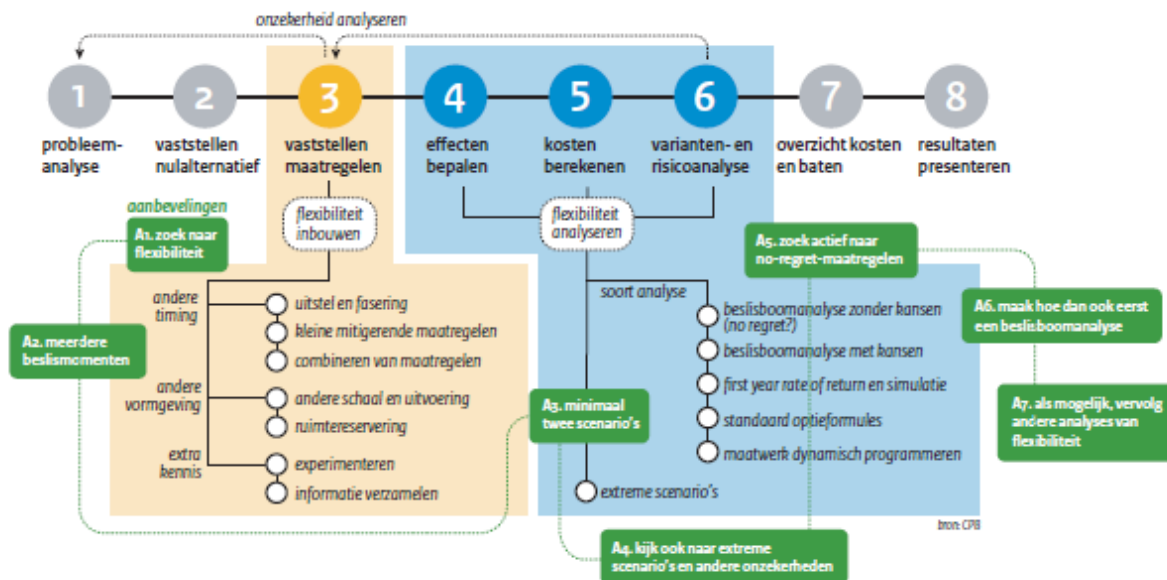 onzekerheid analyseren
1
2
3
4
5
6
7
8
probleem-
analyse
vaststellen
nulalternatief
vaststellen
maatregelen
effecten
bepalen
kosten
berekenen
varianten- en
risicoanalyse
overzicht kosten
en baten
resultaten
presenteren
aanbevelingen
A1. zoek naar
flexibiliteit
flexibiliteit
inbouwen
flexibiliteit
analyseren
A5. zoek actief naar
no-regret-maatregelen
andere
timing
uitstel en fasering
kleine mitigerende maatregelen
combineren van maatregelen
A2. meerdere
beslismomenten
andere
vormgeving
andere schaal en uitvoering
ruimtereservering
extra
kennis
experimenteren
informatie verzamelen
soort analyse
beslisboomanalyse zonder kansen
(no regret?)
beslisboomanalyse met kansen
first year rate of return en simulatie
standaard optieformules
maatwerk dynamisch programmeren
extreme scenario's
A3. minimaal
twee scenario's
A6. maak hoe dan ook eerst
een beslisboomanalyse
A7. als mogelijk, vervolg
andere analyses van
flexibiliteit
bron: CPB
A4. kijk ook naar extreme
scenario's en andere onzekerheden